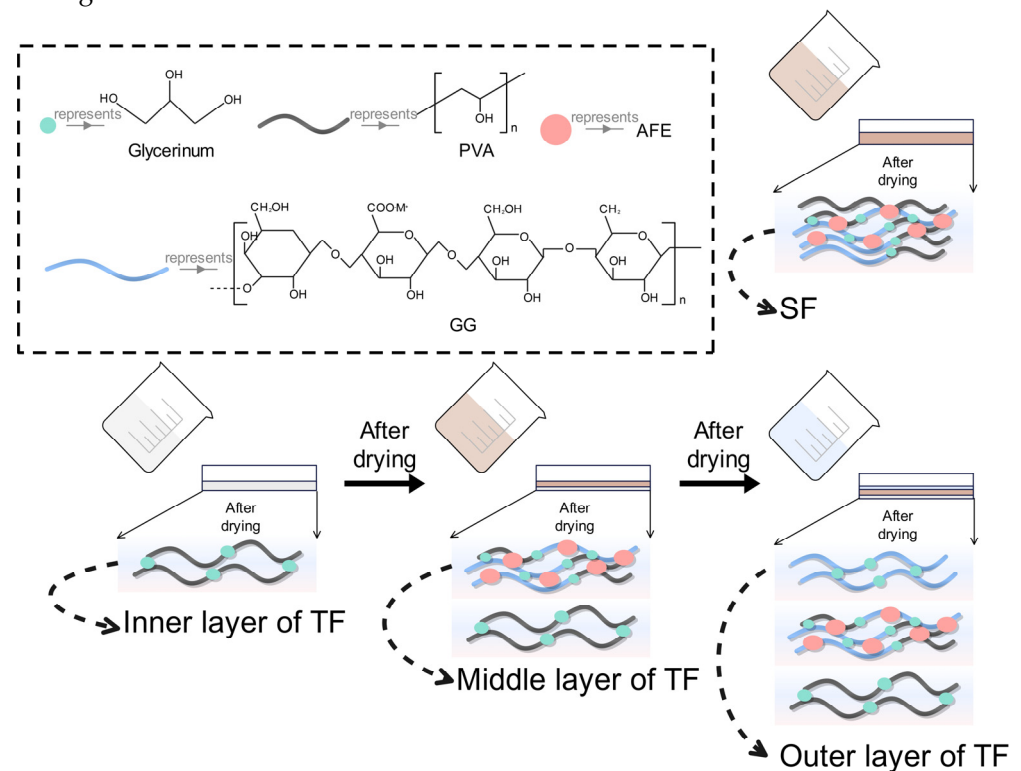 OH
HO
OH
represents
Glycerinum
represents
OH
n
PVA
represents
AFE
After
drying
CH₂OH
COO·M⁺
CH₂OH
CH₂
OH
O
O
O
O
represents
O
O
O
OH
OH
OH
O
OH
OH
OH
OH
n
GG
SF
After
drying
After
drying
After
drying
After
drying
After
drying
Inner layer of TF
Middle layer of TF
Outer layer of TF